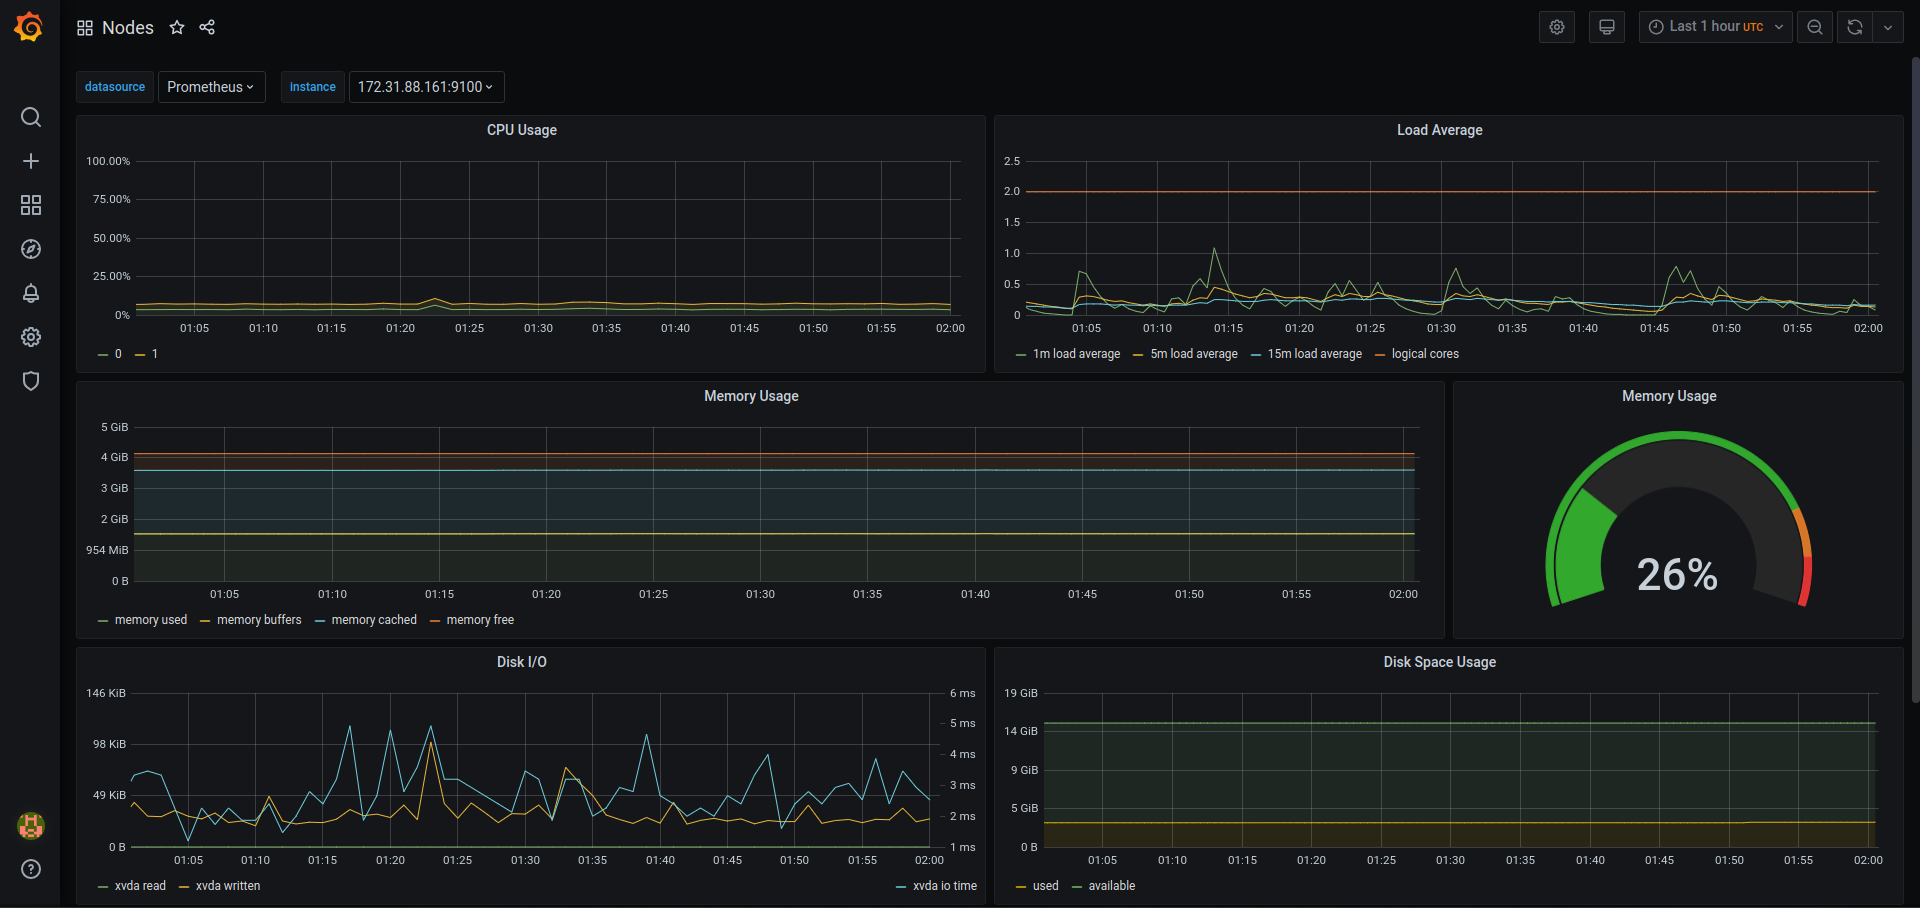 Nodes
Last 1 hour UTC
datasource Prometheus instance 172.31.88.161:9100
CPU Usage
100.00%
75.00%
50.00%
25.00%
0%
01:05 01:10 01:15 01:20 01:25 01:30 01:35 01:40 01:45 01:50 01:55 02:00
0 1
Load Average
2.5
2.0
1.5
1.0
0.5
0
01:05 01:10 01:15 01:20 01:25 01:30 01:35 01:40 01:45 01:50 01:55 02:00
1m load average 5m load average 15m load average logical cores
Memory Usage
5 GiB
4 GiB
3 GiB
2 GiB
954 MiB
0 B
01:05 01:10 01:15 01:20 01:25 01:30 01:35 01:40 01:45 01:50 01:55 02:00
memory used memory buffers memory cached memory free
Memory Usage
26%
Disk I/O
146 KiB
98 KiB
49 KiB
0 B
6 ms
5 ms
4 ms
3 ms
2 ms
1 ms
01:05 01:10 01:15 01:20 01:25 01:30 01:35 01:40 01:45 01:50 01:55 02:00
xvda read xvda written xvda io time
Disk Space Usage
19 GiB
14 GiB
9 GiB
5 GiB
0 B
01:05 01:10 01:15 01:20 01:25 01:30 01:35 01:40 01:45 01:50 01:55 02:00
used available